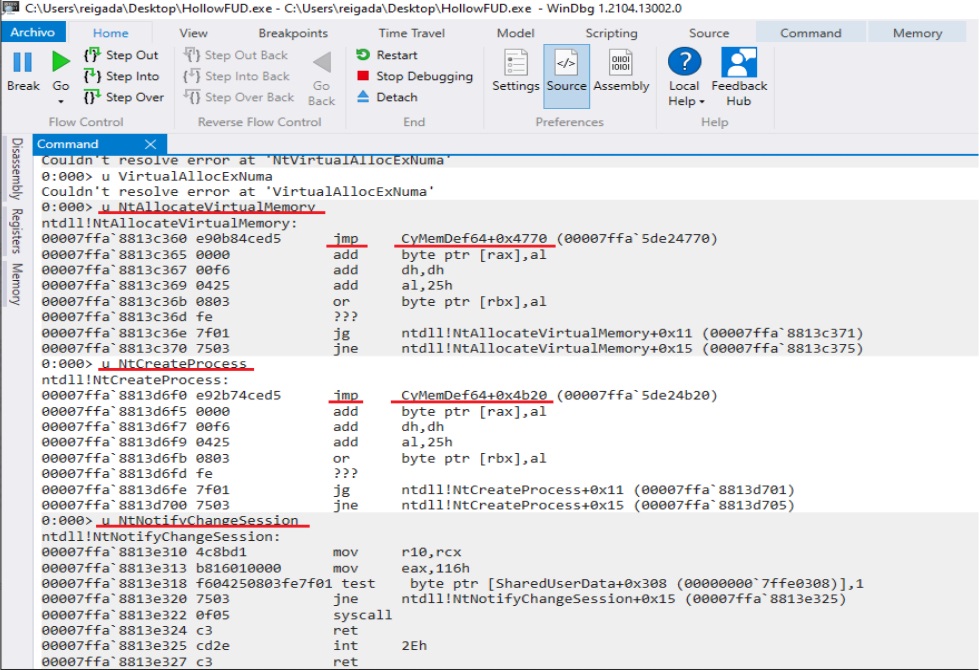 C:\Users\reigada\Desktop\HollowFUD.exe - C:\Users\reigada\Desktop\HollowFUD.exe - WinDbg 1.2104.13002.0
Archivo Home View Breakpoints Time Travel Model Scripting Source Command Memory
Break
Go
Step Out
Step Into
Step Over
Flow Control
Step Out Back
Step Into Back
Step Over Back
Go
Back
Reverse Flow Control
Restart
Stop Debugging
Detach
End
Settings
Source
Assembly
Preferences
Local
Help
Feedback
Hub
Help
Disassembly
Registers
Memory
Command
Couldn't resolve error at 'NtVirtualAllocExNuma'
0:000> u VirtualAllocExNuma
Couldn't resolve error at 'VirtualAllocExNuma'
0:000> u NtAllocateVirtualMemory
ntdll!NtAllocateVirtualMemory:
00007ffa`8813c360 e90b84ced5 jmp CyMemDef64+0x4770 (00007ffa`5de24770)
00007ffa`8813c365 0000 add byte ptr [rax],al
00007ffa`8813c367 00f6 add dh,dh
00007ffa`8813c369 0425 add al,25h
00007ffa`8813c36b 0803 or byte ptr [rbx],al
00007ffa`8813c36d fe ???
00007ffa`8813c36e 7f01 jg ntdll!NtAllocateVirtualMemory+0x11 (00007ffa`8813c371)
00007ffa`8813c370 7503 jne ntdll!NtAllocateVirtualMemory+0x15 (00007ffa`8813c375)
0:000> u NtCreateProcess
ntdll!NtCreateProcess:
00007ffa`8813d6f0 e92b74ced5 jmp CyMemDef64+0x4b20 (00007ffa`5de24b20)
00007ffa`8813d6f5 0000 add byte ptr [rax],al
00007ffa`8813d6f7 00f6 add dh,dh
00007ffa`8813d6f9 0425 add al,25h
00007ffa`8813d6fb 0803 or byte ptr [rbx],al
00007ffa`8813d6fd fe ???
00007ffa`8813d6fe 7f01 jg ntdll!NtCreateProcess+0x11 (00007ffa`8813d701)
00007ffa`8813d700 7503 jne ntdll!NtCreateProcess+0x15 (00007ffa`8813d705)
0:000> u NtNotifyChangeSession
ntdll!NtNotifyChangeSession:
00007ffa`8813e310 4c8bd1 mov r10,rcx
00007ffa`8813e313 b816010000 mov eax,116h
00007ffa`8813e318 f604250803fe7f01 test byte ptr [SharedUserData+0x308 (00000000`7ffe0308)],1
00007ffa`8813e320 7503 jne ntdll!NtNotifyChangeSession+0x15 (00007ffa`8813e325)
00007ffa`8813e322 0f05 syscall
00007ffa`8813e324 c3 ret
00007ffa`8813e325 cd2e int 2Eh
00007ffa`8813e327 c3 ret